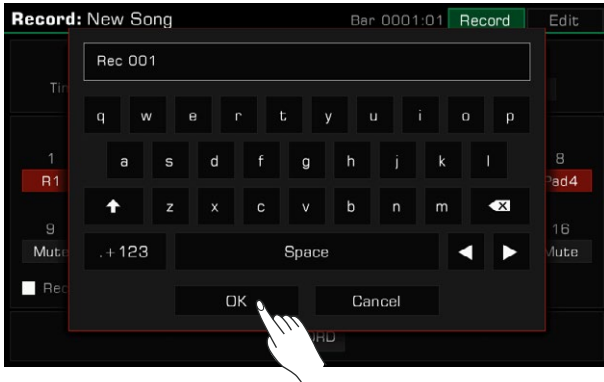 Record: New Song Bar 0001:01 Record Edit
Rec 001
q w e r t y u i o p
a s d f g h j k l
z x c v b n m
.+123 Space
OK Cancel
1 8
R1 Pad4
9 16
Mute Mute
Rec